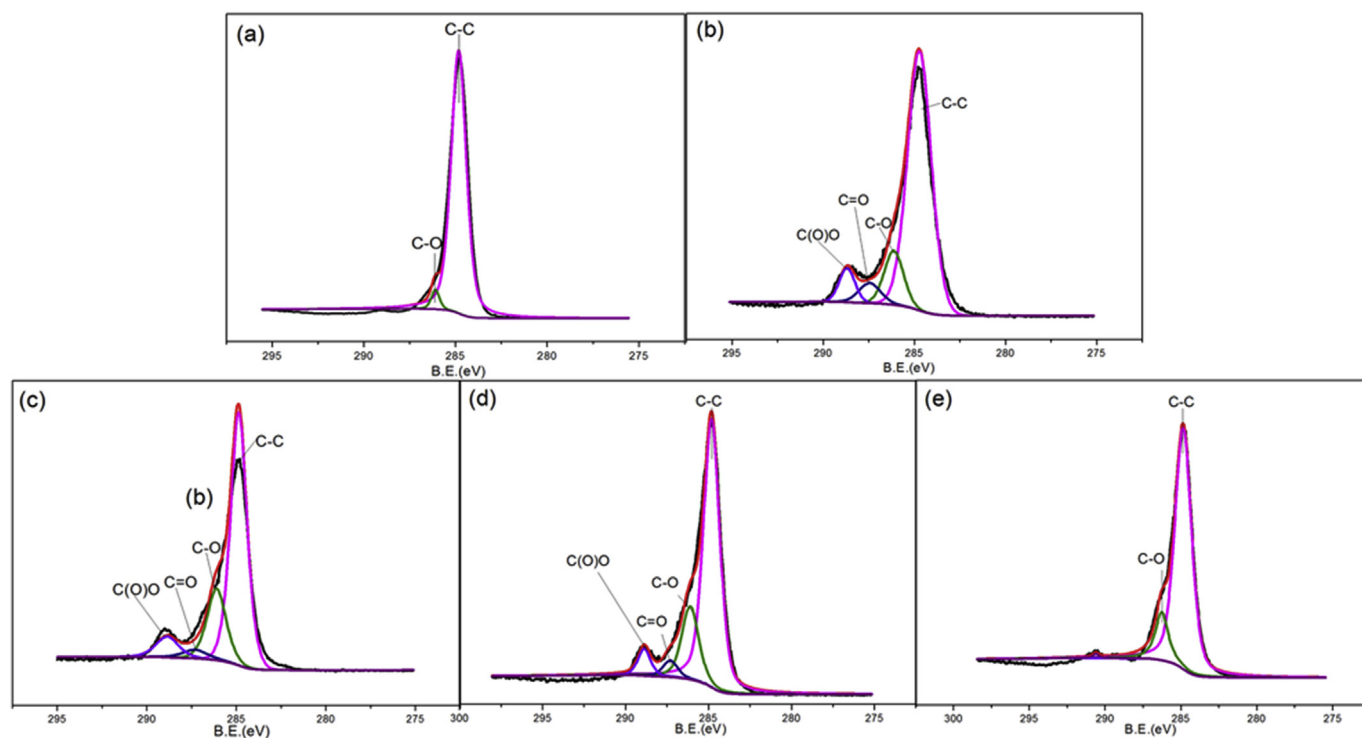 (a)
C-C
C-O
295 290 285 280 275
B.E.(eV)
(b)
C-C
C=O
C-O
C(O)O
295 290 285 280 275
B.E.(eV)
(c)
C-C
(b)
C-O
C=O
C(O)O
295 290 285 280 275
B.E.(eV)
(d)
C-C
C(O)O
C-O
C=O
300 295 290 285 280 275
B.E.(eV)
(e)
C-C
C-O
300 295 290 285 280 275
B.E.(eV)